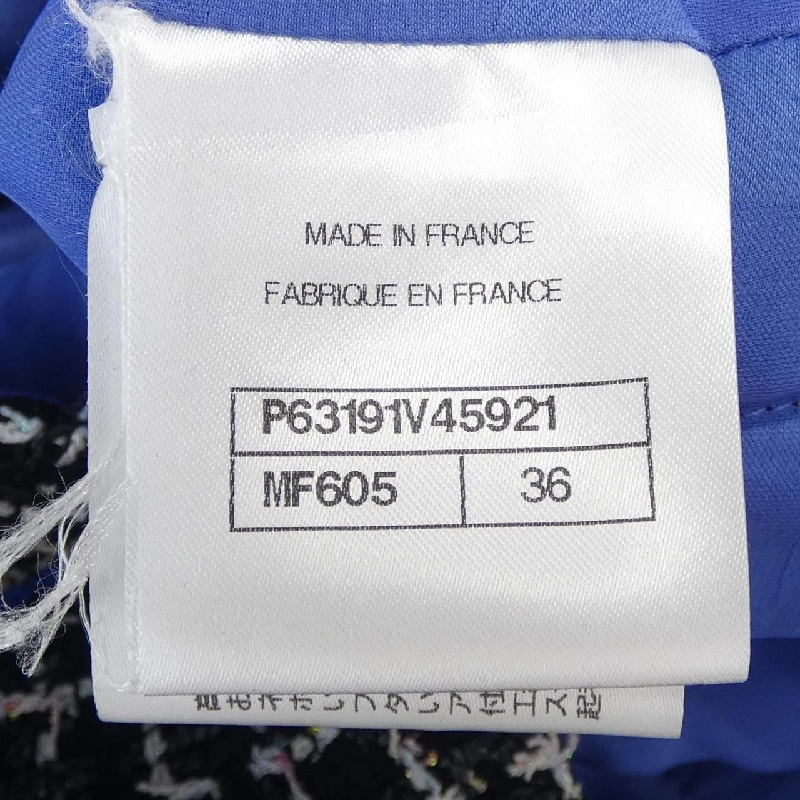 MADE IN FRANCE
FABRIQUE EN FRANCE
P63191V45921
MF605 36